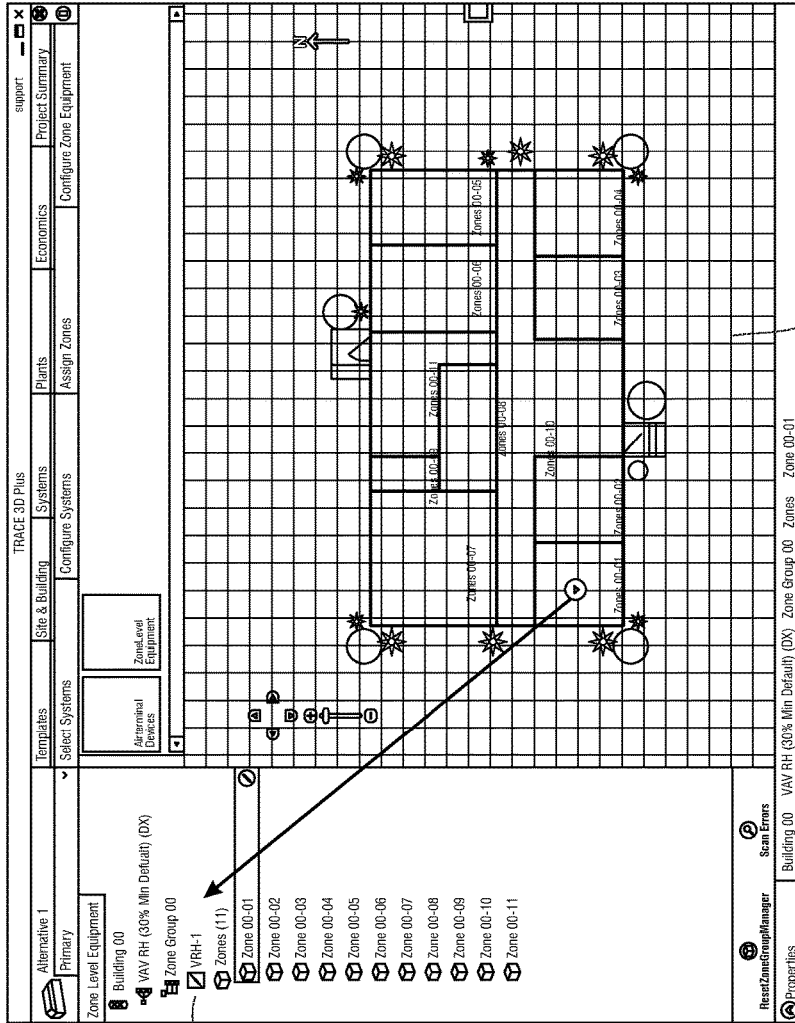 TRACE 3D Plus
support
Alternative 1
Templates
Site & Building
Systems
Plants
Economics
Project Summary
Primary
Select Systems
Configure Systems
Assign Zones
Configure Zone Equipment
Zone Level Equipment
Building 00
VAV RH (30% Min Defualt) (DX)
Zone Group 00
VRH-1
Zones (11)
Zone 00-01
Zone 00-02
Zone 00-03
Zone 00-04
Zone 00-05
Zone 00-06
Zone 00-07
Zone 00-08
Zone 00-09
Zone 00-10
Zone 00-11
Airterminal
Devices
ZoneLevel
Equipment
N
Zones 00-07
Zones 00-09
Zones 00-11
Zones 00-06
Zones 00-05
Zones 00-08
Zones 00-10
Zones 00-01
Zones 00-02
Zones 00-03
Zones 00-04
ResetZoneGroupManager
Scan Errors
Properties
Building 00 VAV RH (30% Min Default) (DX) Zone Group 00 Zones Zone 00-01